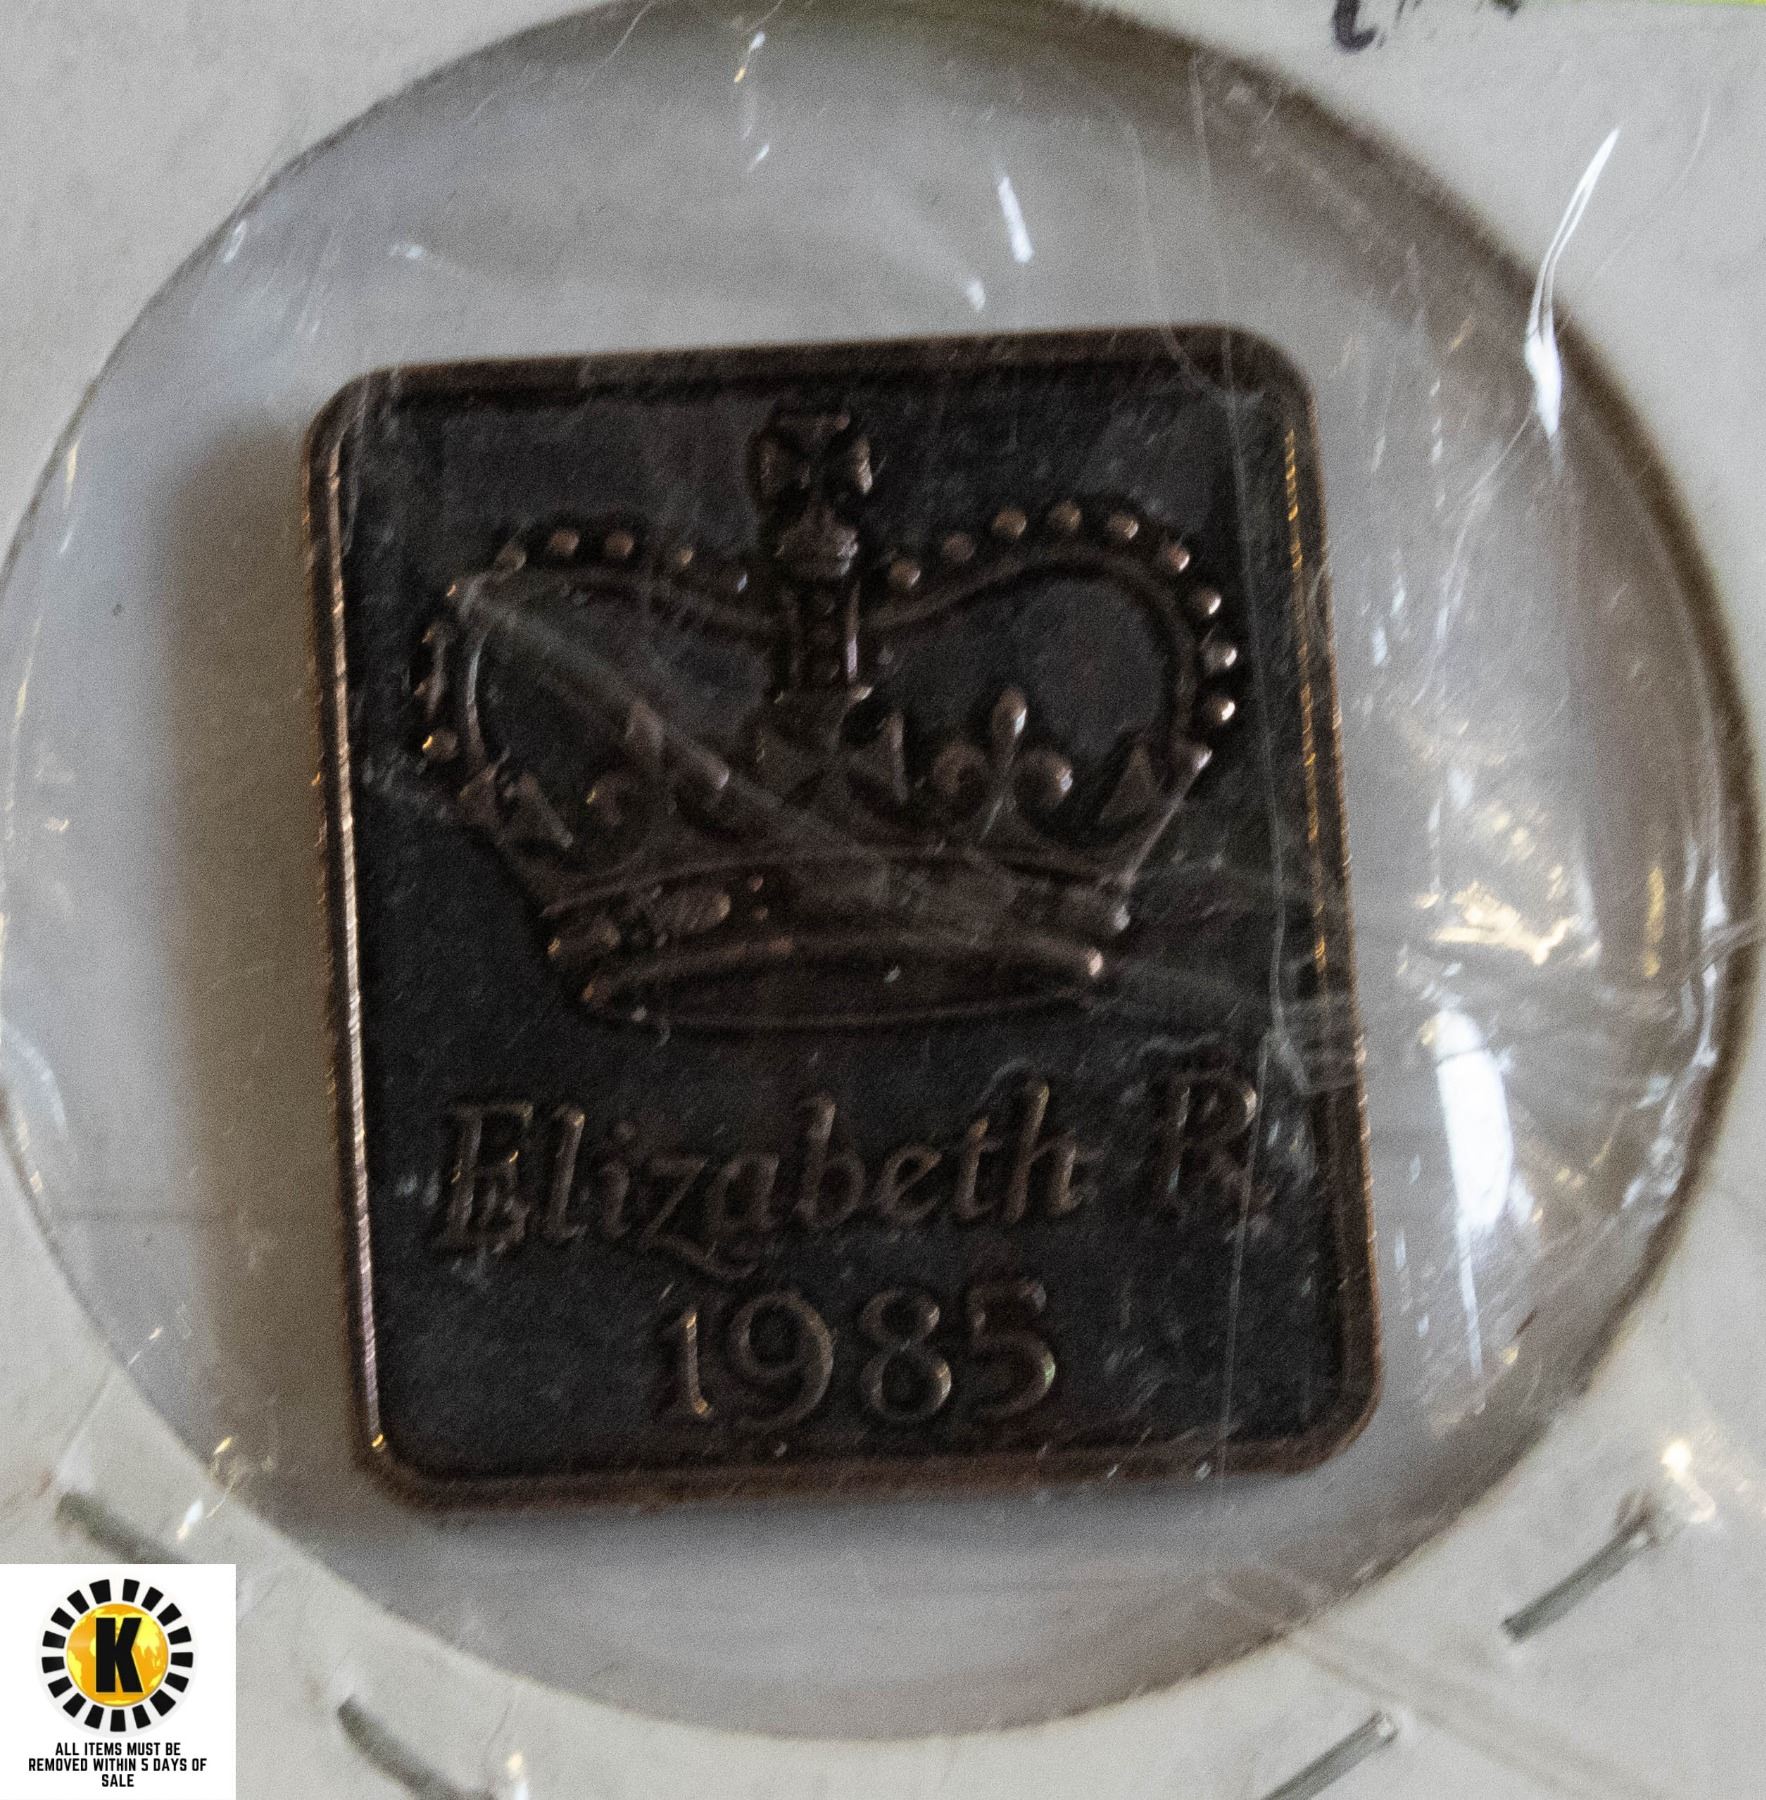 Elizabeth R.
1985
K
ALL ITEMS MUST BE
REMOVED WITHIN 5 DAYS OF
SALE